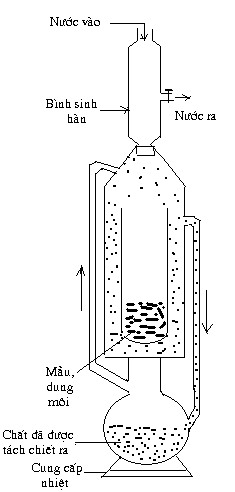 Nước vào
Bình sinh
hàn
Nước ra
Mẫu,
dung
môi
Chất đã được
tách chiết ra
Cung cấp
nhiệt